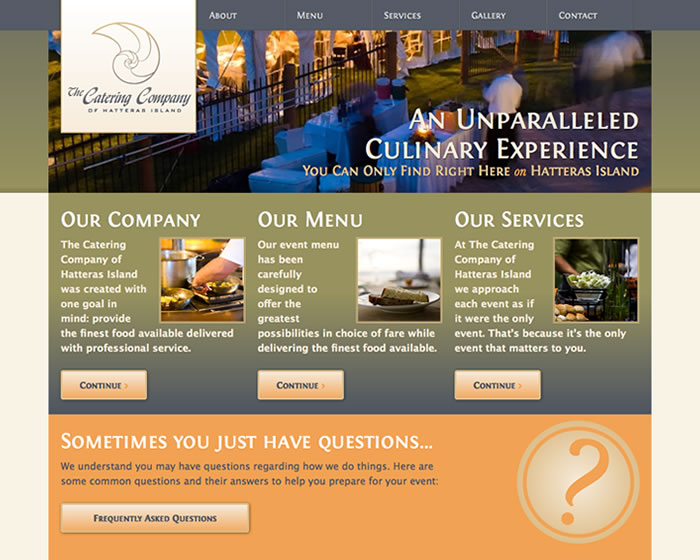 About
Menu
Services
Gallery
Contact
The Catering Company
of Hatteras Island
An Unparalleled
Culinary Experience
You Can Only Find Right Here on Hatteras Island
Our Company
The Catering
Company of
Hatteras Island
was created with
one goal in
mind: provide
the finest food available delivered
with professional service.
Continue ›
Our Menu
Our event menu
has been
carefully
designed to
offer the
greatest
possibilities in choice of fare while
delivering the finest food available.
Continue ›
Our Services
At The Catering
Company of
Hatteras Island
we approach
each event as if
it were the only
event. That's because it's the only
event that matters to you.
Continue ›
Sometimes you just have questions...
We understand you may have questions regarding how we do things. Here are
some common questions and their answers to help you prepare for your event:
Frequently Asked Questions
?